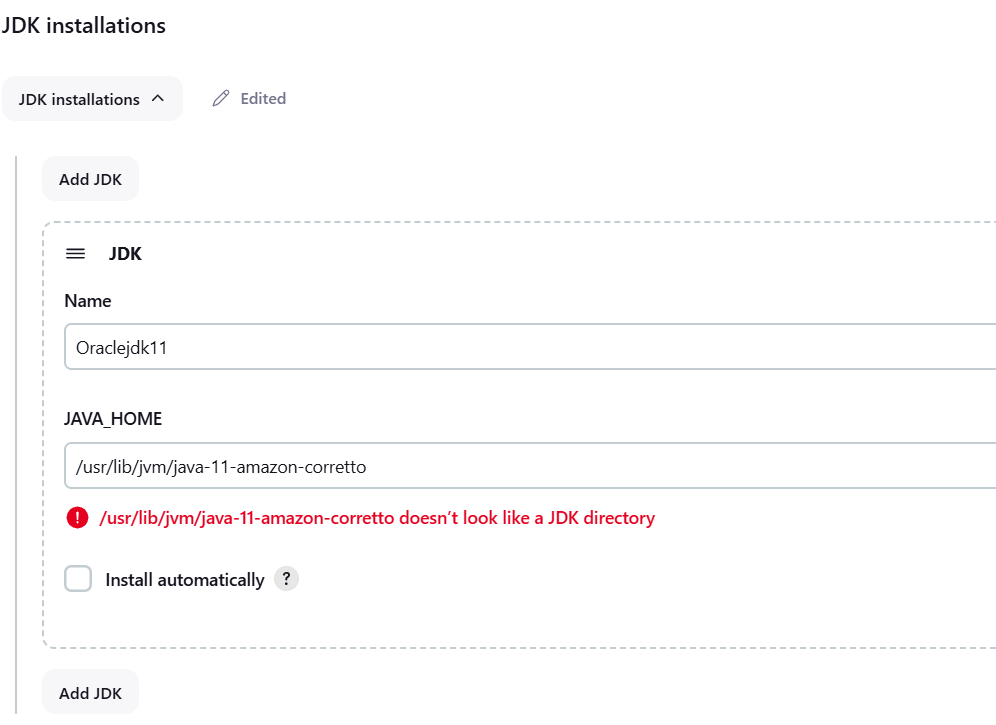 JDK installations
JDK installations
Edited
Add JDK
JDK
Name
Oraclejdk11
JAVA_HOME
/usr/lib/jvm/java-11-amazon-corretto
/usr/lib/jvm/java-11-amazon-corretto doesn’t look like a JDK directory
Install automatically ?
Add JDK